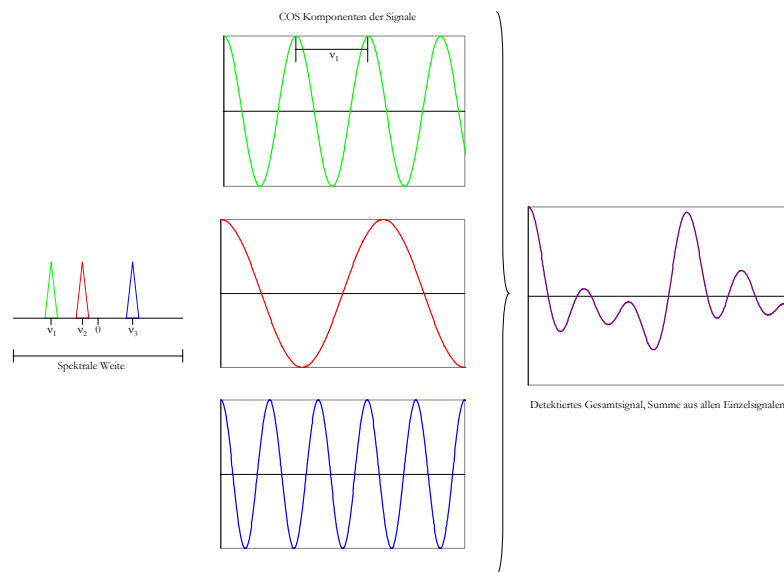 COS Komponenten der Signale
ν1
ν1 ν2 0 ν3
Spektrale Weite
Detektiertes Gesamtsignal, Summe aus allen Einzelsignalen